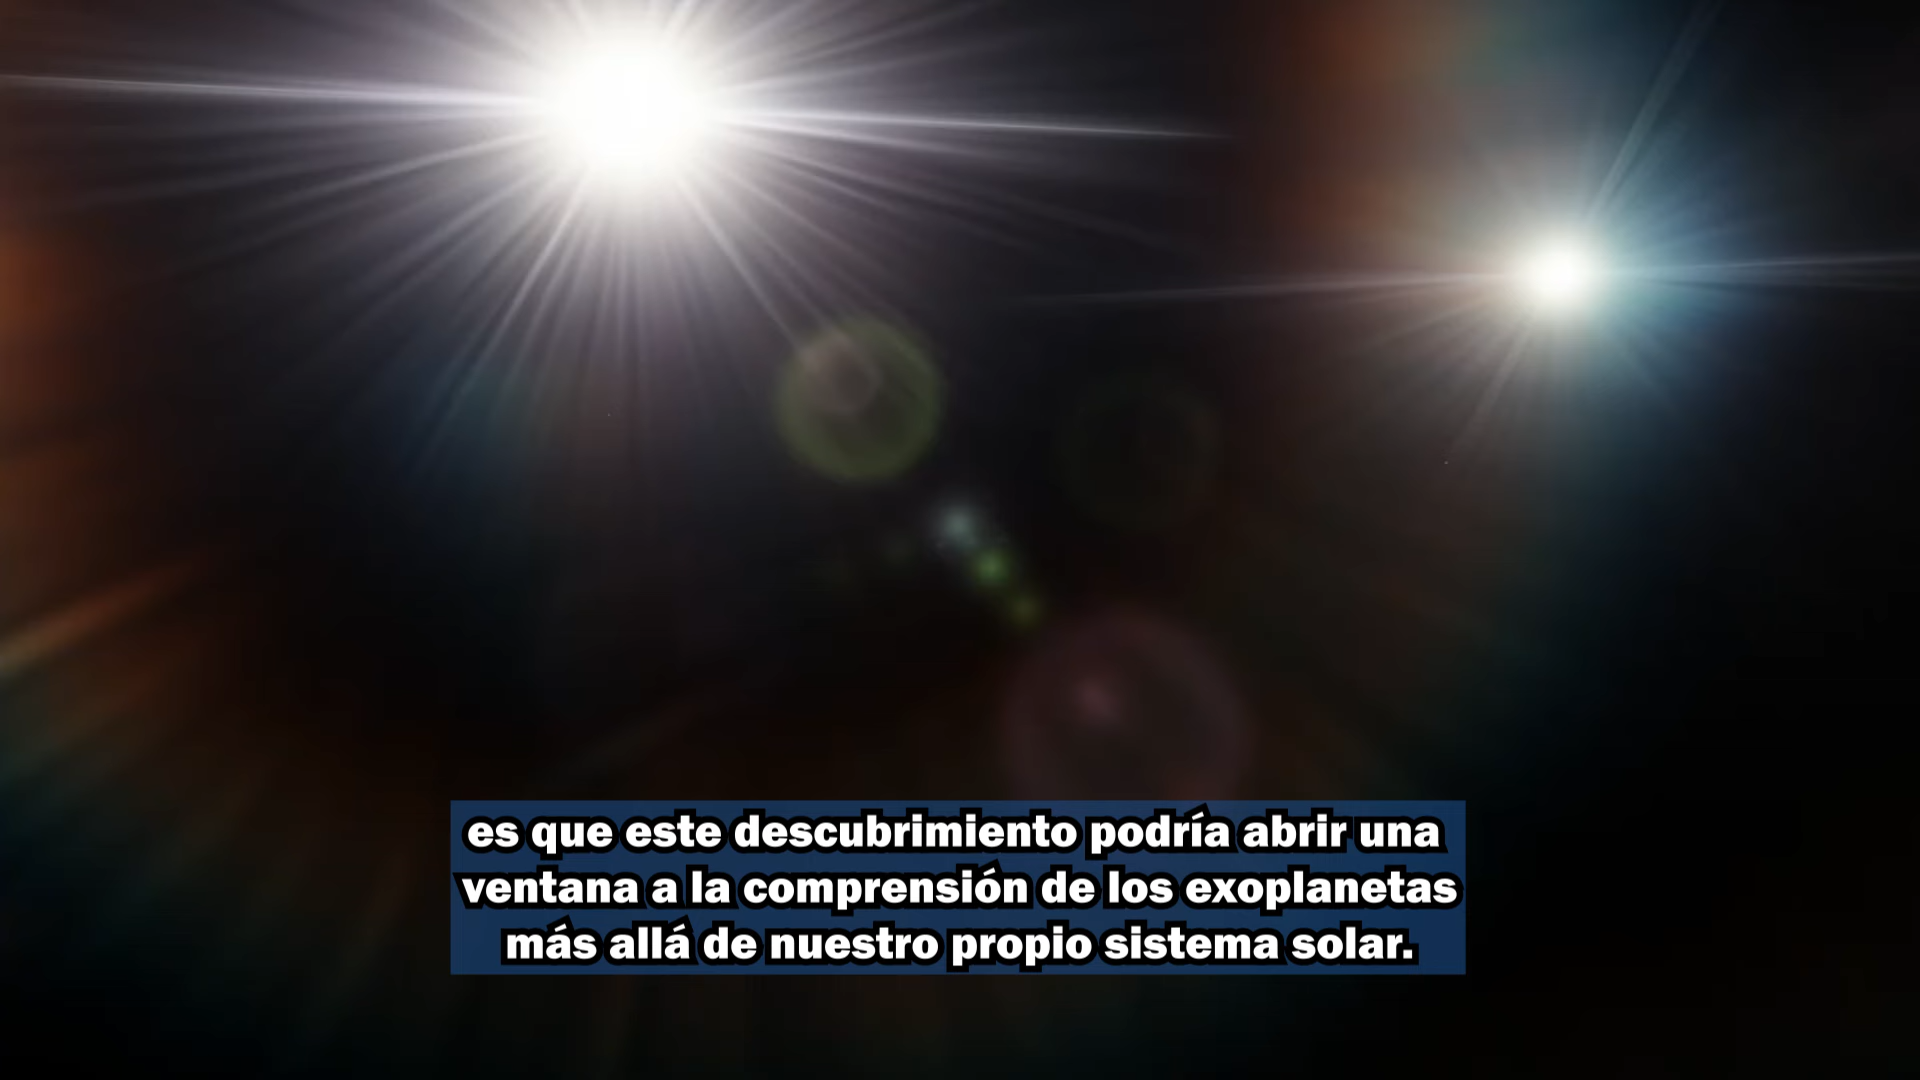 es que este descubrimiento podría abrir una
ventana a la comprensión de los exoplanetas
más allá de nuestro propio sistema solar.